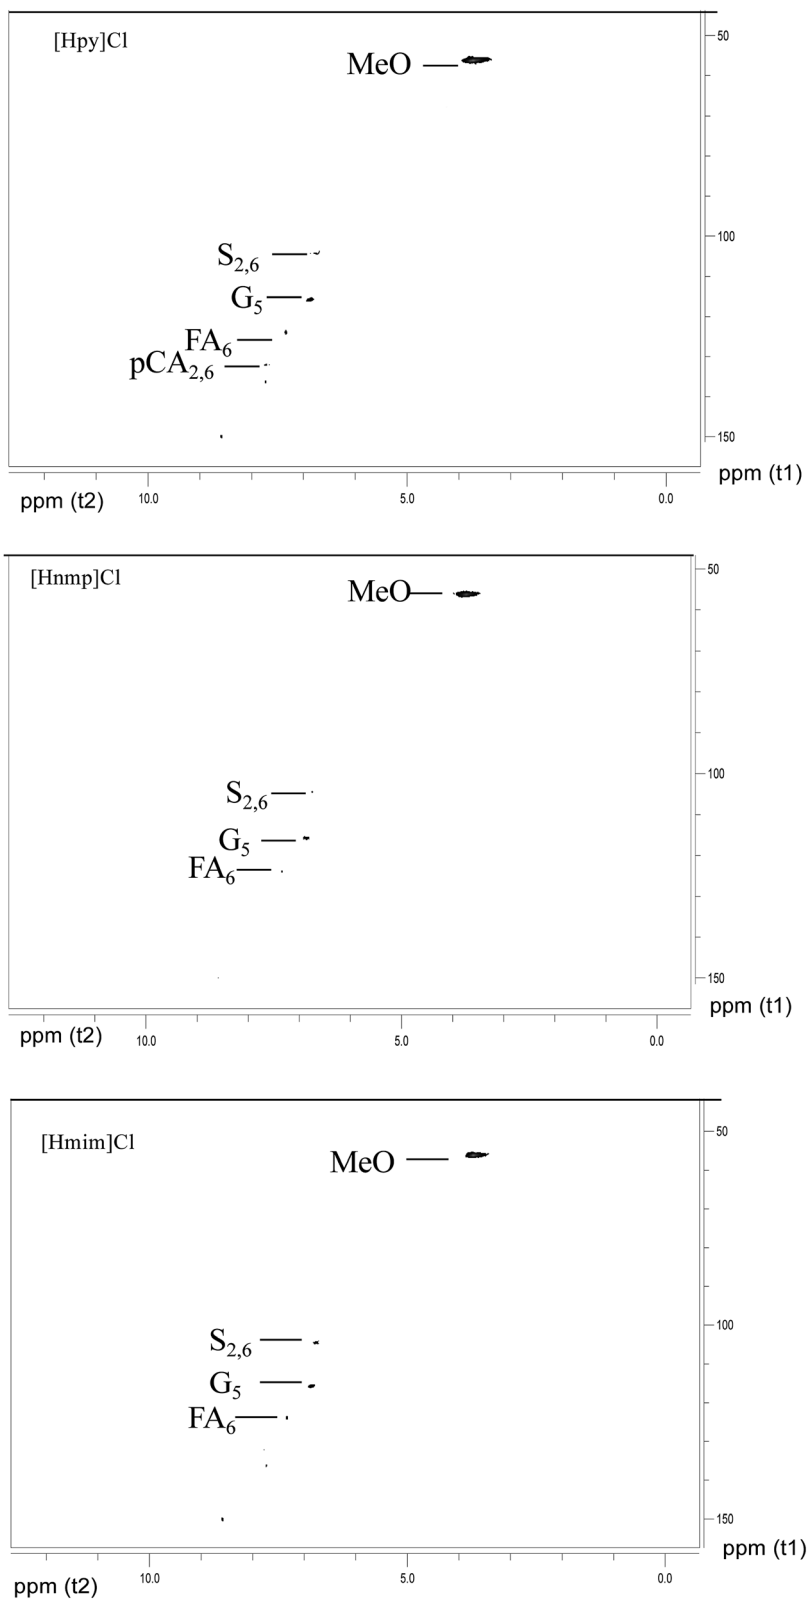 [Hpy]Cl
MeO
50
100
150
S2,6
G5
FA6
pCA2,6
ppm (t1)
10.0
5.0
0.0
ppm (t2)
[Hnmp]Cl
MeO
50
100
150
S2,6
G5
FA6
ppm (t1)
ppm (t2)
10.0
5.0
0.0
[Hmim]Cl
MeO
50
100
150
S2,6
G5
FA6
ppm (t1)
ppm (t2)
10.0
5.0
0.0